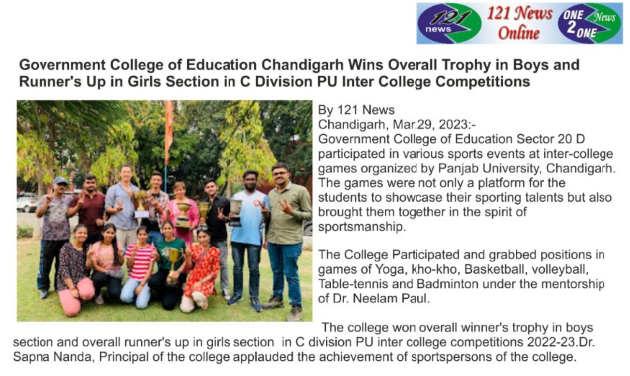 121
news
121 News
Online
ONE
2
ONE
News
Government College of Education Chandigarh Wins Overall Trophy in Boys and
Runner's Up in Girls Section in C Division PU Inter College Competitions
By 121 News
Chandigarh, Mar.29, 2023:-
Government College of Education Sector 20 D
participated in various sports events at inter-college
games organized by Panjab University, Chandigarh.
The games were not only a platform for the
students to showcase their sporting talents but also
brought them together in the spirit of
sportsmanship.
The College Participated and grabbed positions in
games of Yoga, kho-kho, Basketball, volleyball,
Table-tennis and Badminton under the mentorship
of Dr. Neelam Paul.
The college won overall winner's trophy in boys
section and overall runner's up in girls section in C division PU inter college competitions 2022-23.Dr.
Sapna Nanda, Principal of the college applauded the achievement of sportspersons of the college.